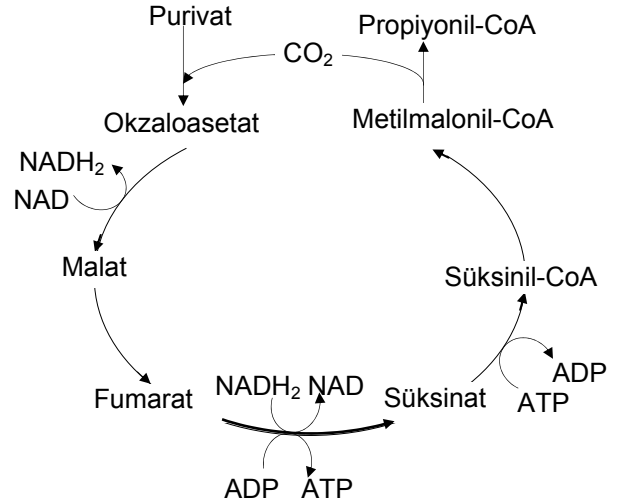 Purivat
Propiyonil-CoA
CO₂
Okzaloasetat
Metilmalonil-CoA
NADH₂
NAD
Malat
Süksinil-CoA
Fumarat
NADH₂ NAD
Süksinat
ADP
ATP
ADP ATP